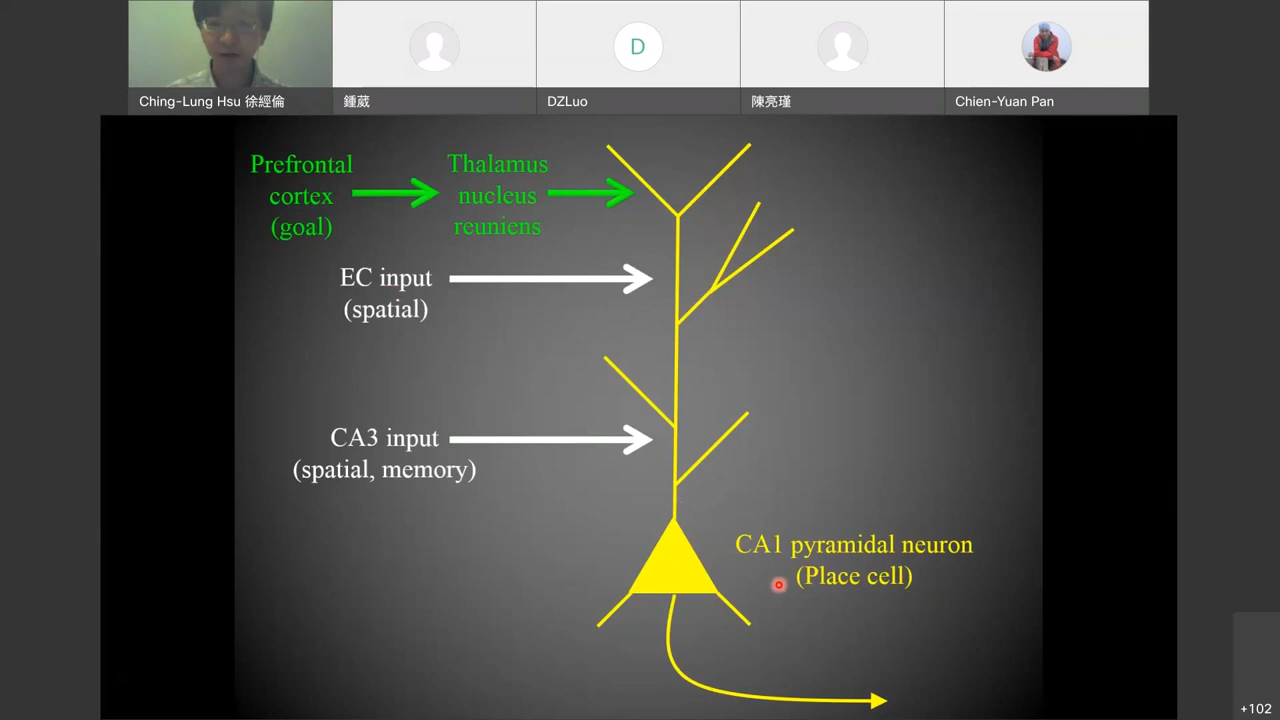 Ching-Lung Hsu 徐經倫
鍾葳
D
DZLuo
陳亮瑾
Chien-Yuan Pan
Prefrontal
cortex
(goal)
Thalamus
nucleus
reuniens
EC input
(spatial)
CA3 input
(spatial, memory)
CA1 pyramidal neuron
(Place cell)
+102